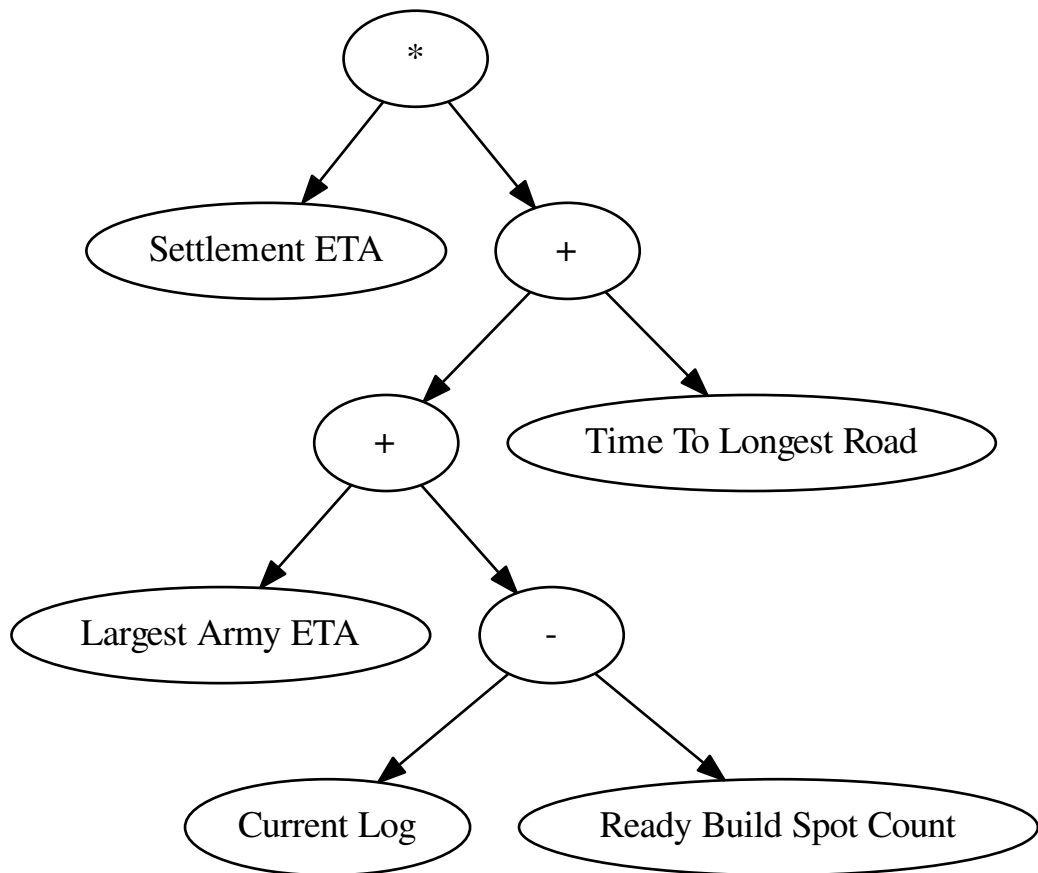 *
Settlement ETA
+
+
Time To Longest Road
Largest Army ETA
-
Current Log
Ready Build Spot Count